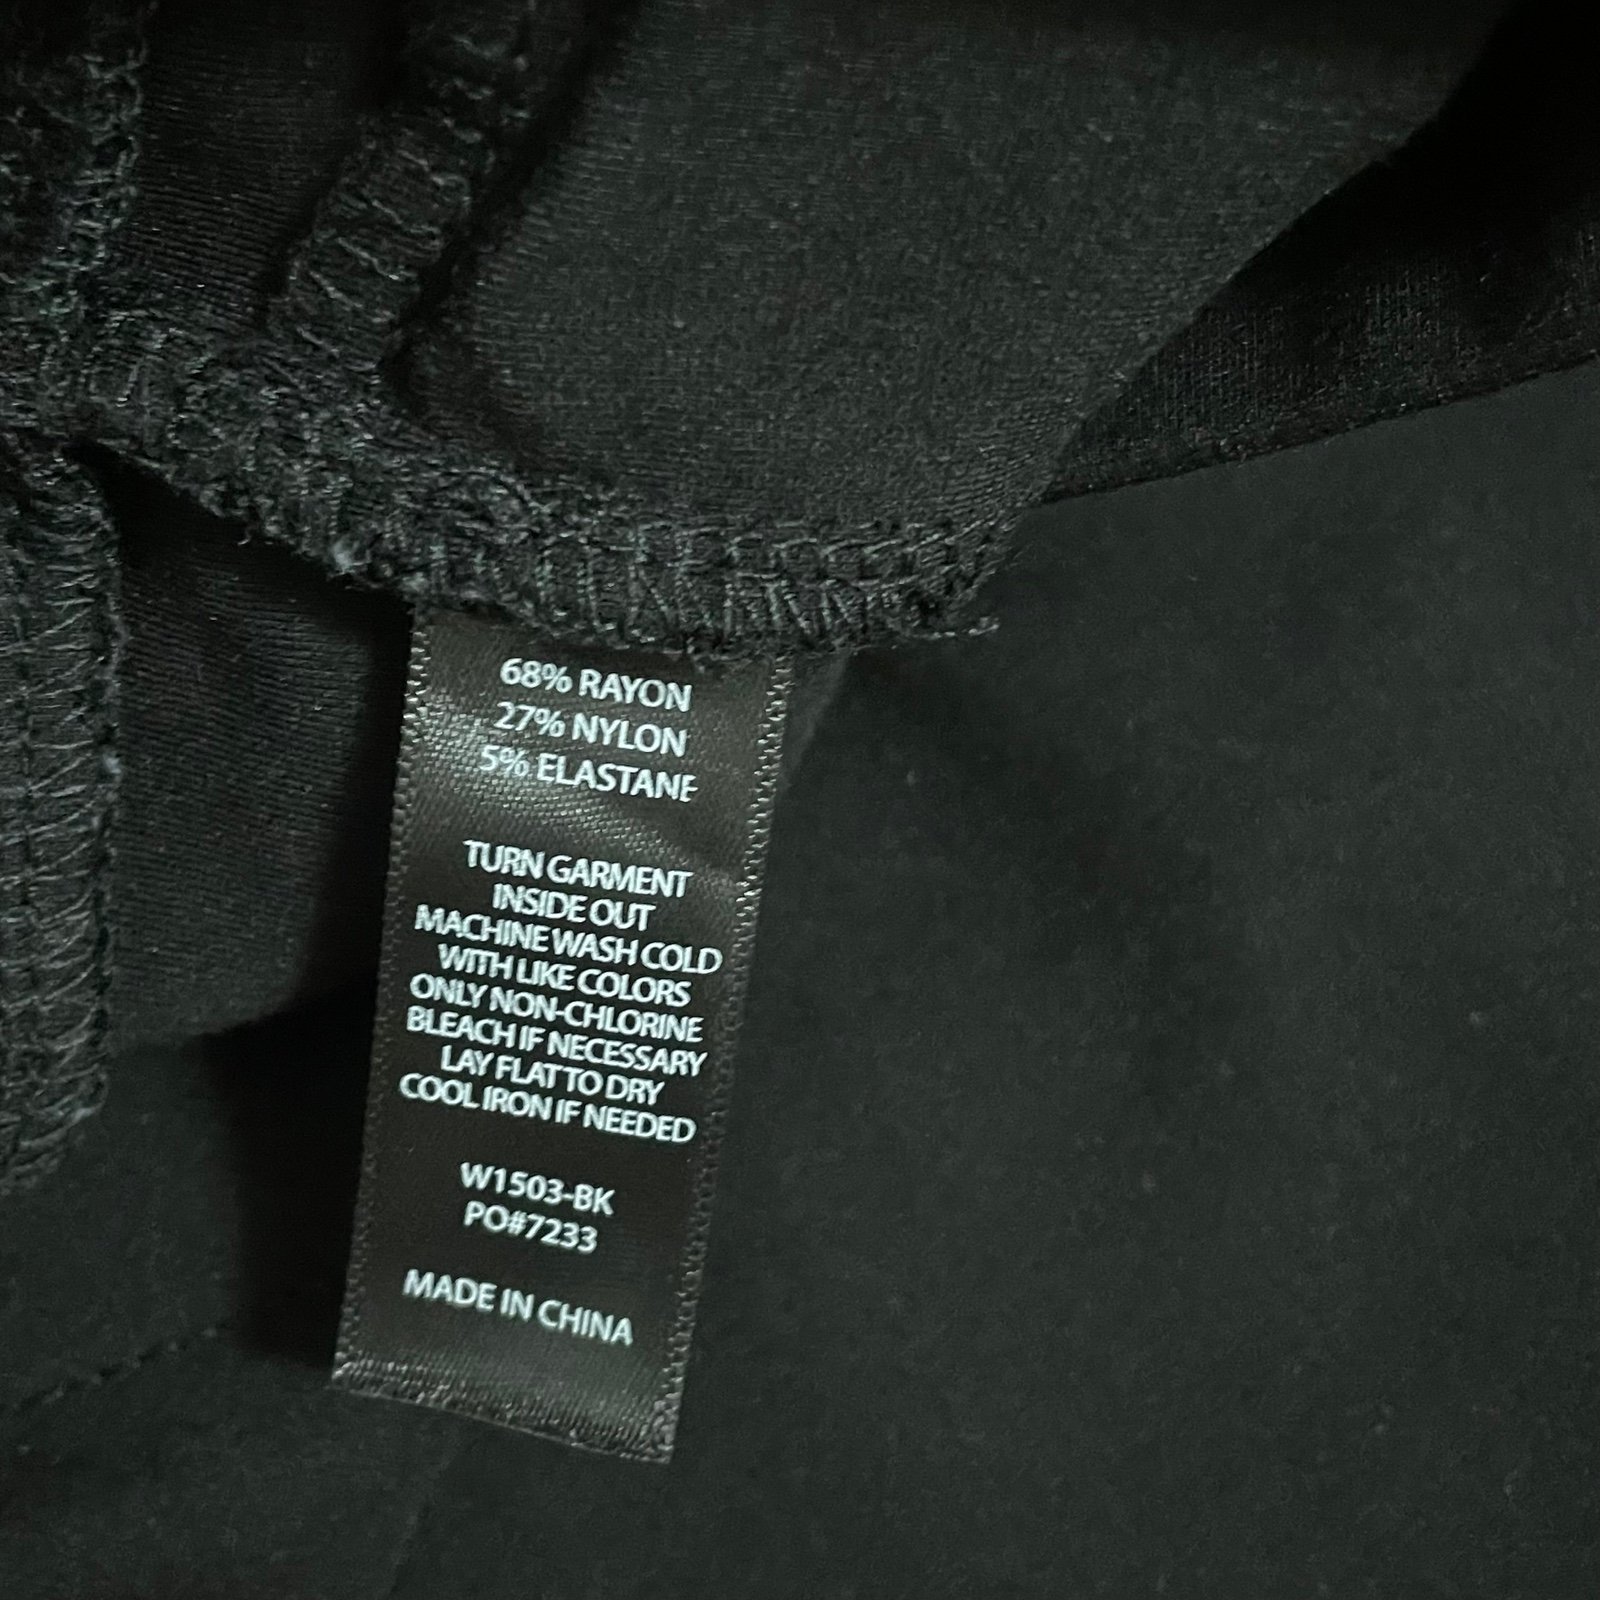 68% RAYON
27% NYLON
5% ELASTANE
TURN GARMENT
INSIDE OUT
MACHINE WASH COLD
WITH LIKE COLORS
ONLY NON-CHLORINE
BLEACH IF NECESSARY
LAY FLAT TO DRY
COOL IRON IF NEEDED
W1503-BK
PO#7233
MADE IN CHINA